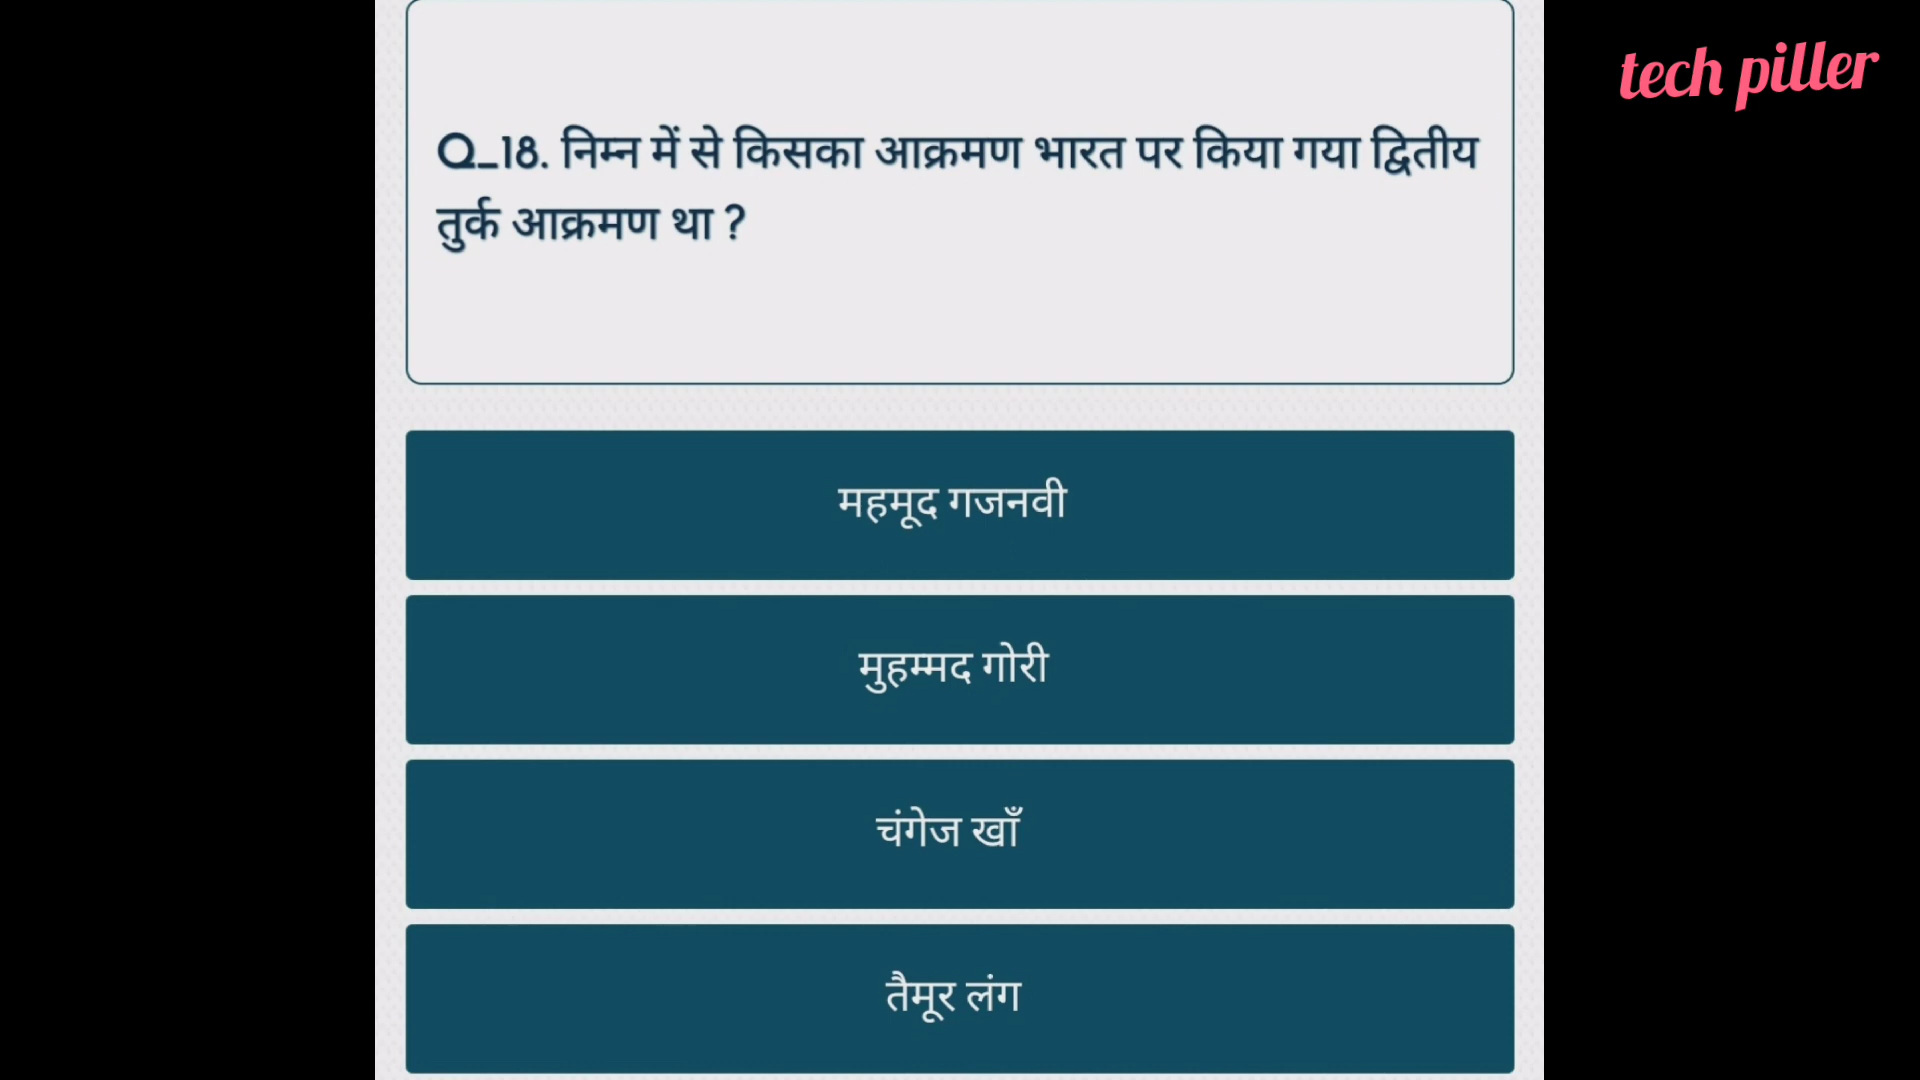 tech piller
Q_18. निम्न में से किसका आक्रमण भारत पर किया गया द्वितीय
तुर्क आक्रमण था ?
महमूद गजनवी
मुहम्मद गोरी
चंगेज खाँ
तैमूर लंग